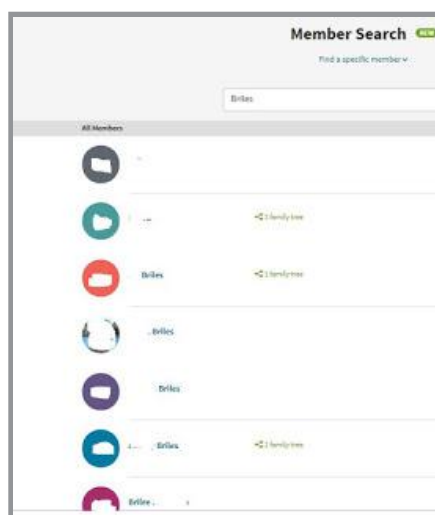 Member Search NEW
Find a specific member
Briles
All Members
1 family tree
Briles 1 family tree
Briles
Briles
Briles 1 family tree
Briles